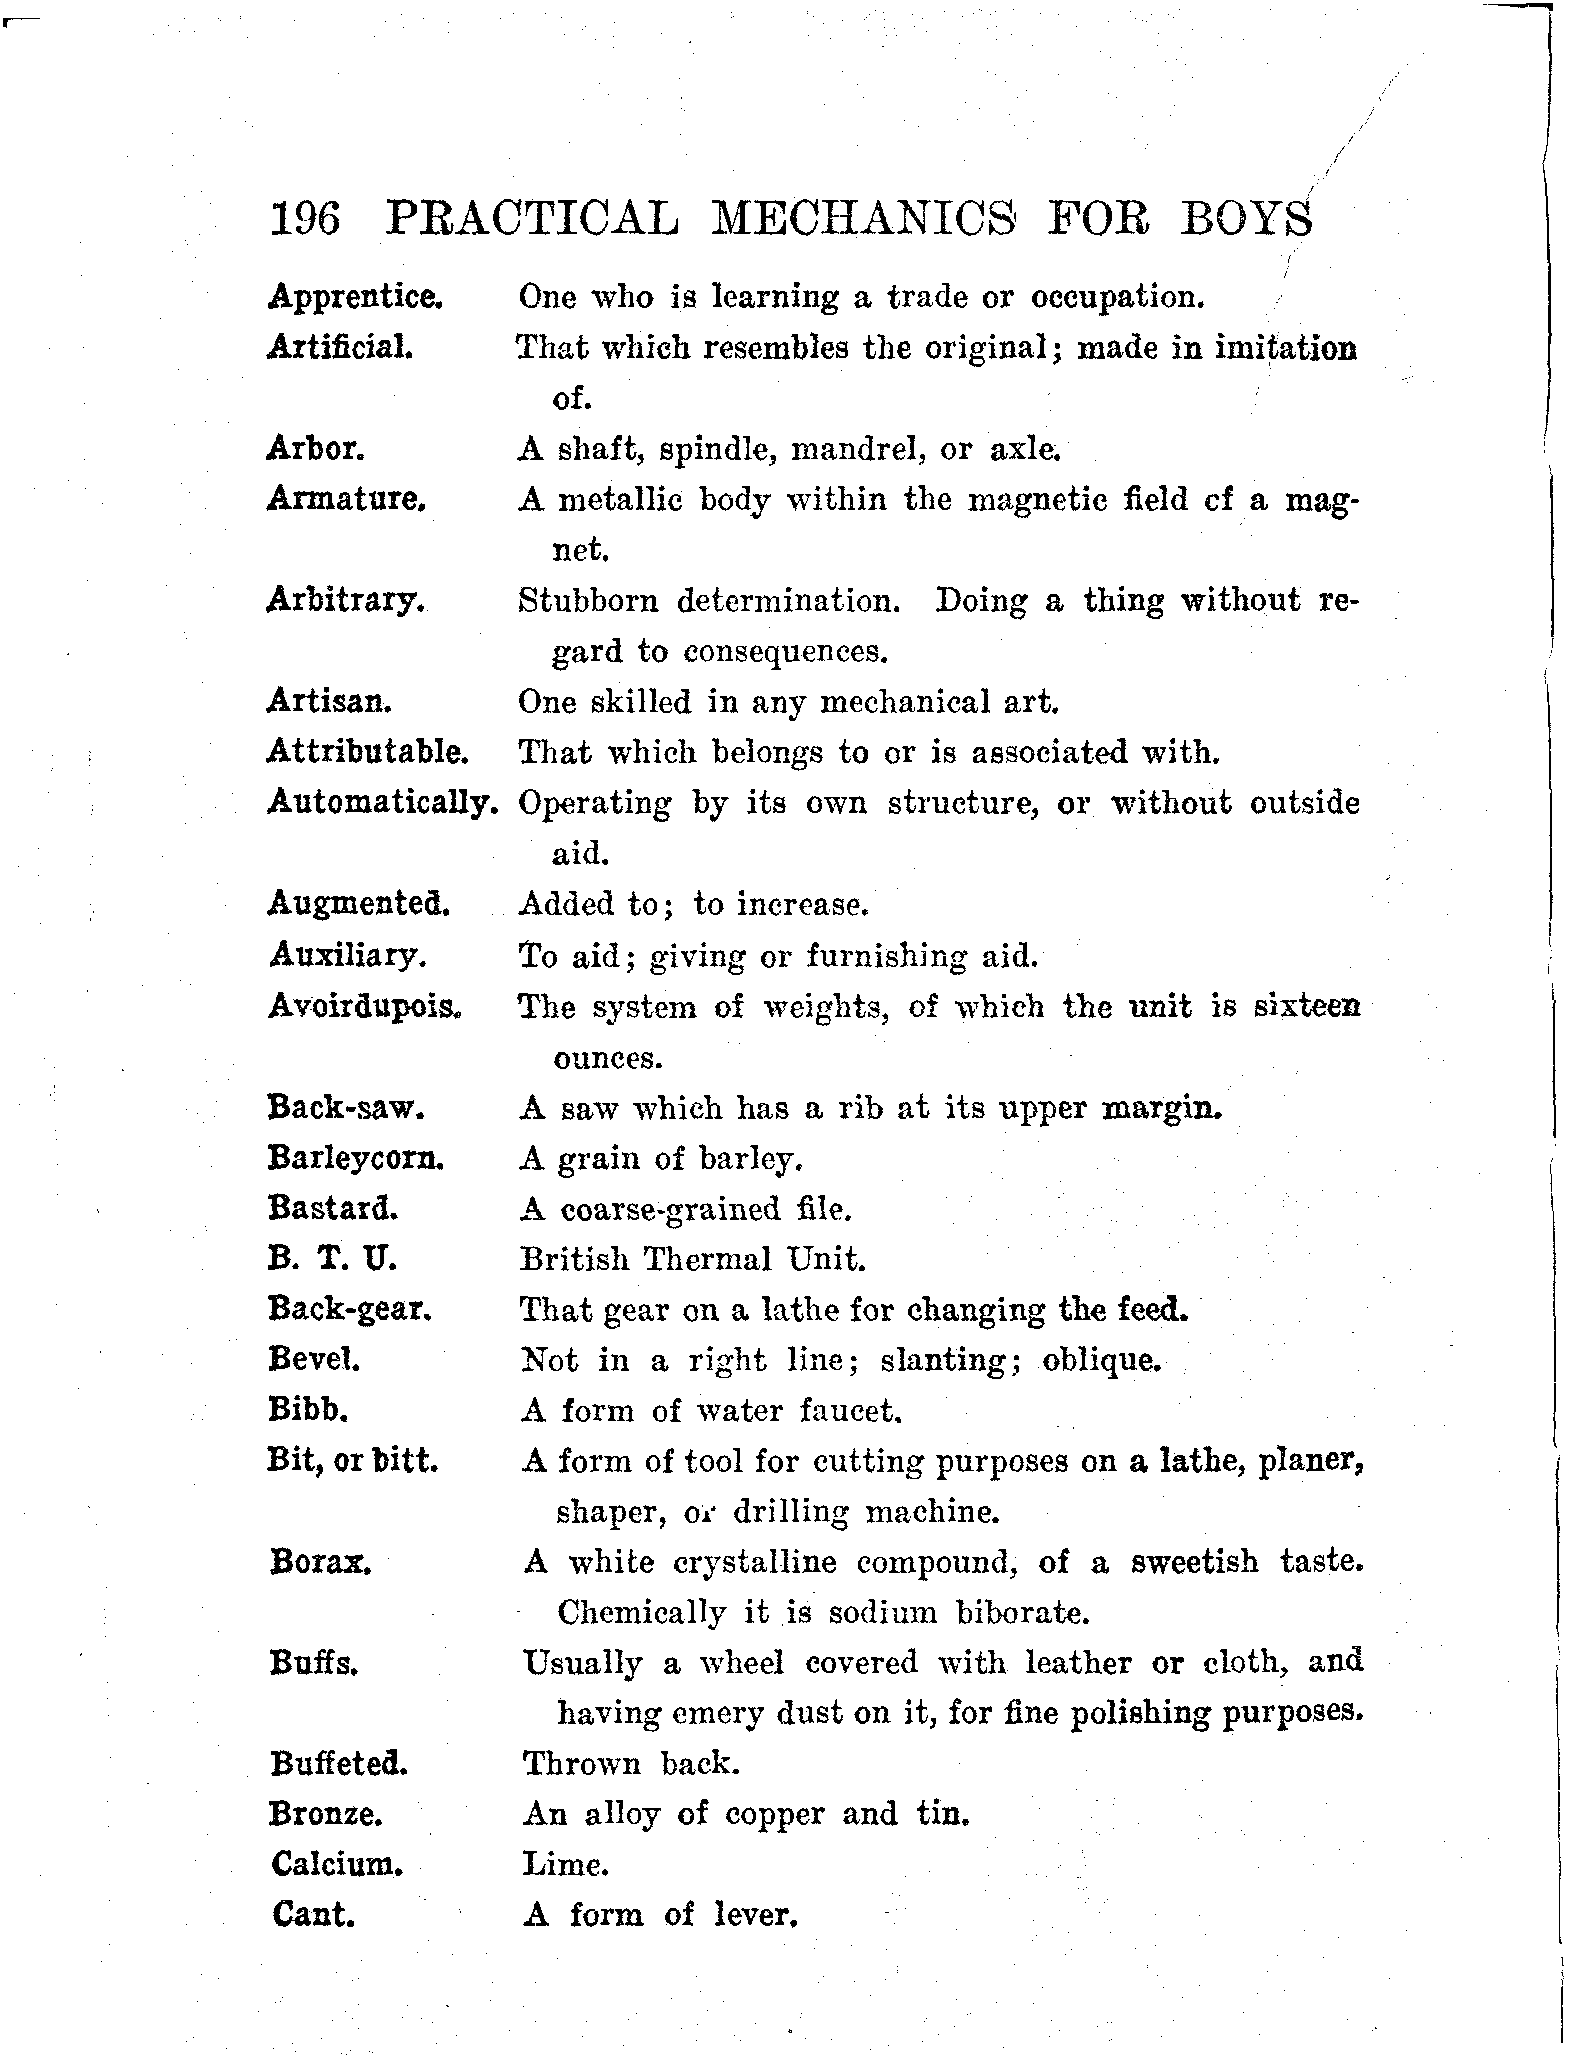 196 PRACTICAL MECHANICS FOR BOYS
Apprentice. One who is learning a trade or occupation.
Artificial. That which resembles the original; made in imitation
of.
Arbor. A shaft, spindle, mandrel, or axle.
Armature. A metallic body within the magnetic field cf a mag-
net.
Arbitrary. Stubborn determination. Doing a thing without re-
gard to consequences.
Artisan. One skilled in any mechanical art.
Attributable. That which belongs to or is associated with.
Automatically. Operating by its own structure, or without outside
aid.
Augmented. Added to; to increase.
Auxiliary. To aid; giving or furnishing aid.
Avoirdupois. The system of weights, of which the unit is sixteen
ounces.
Back-saw. A saw which has a rib at its upper margin.
Barleycorn. A grain of barley.
Bastard. A coarse-grained file.
B. T. U. British Thermal Unit.
Back-gear. That gear on a lathe for changing the feed.
Bevel. Not in a right line; slanting; oblique.
Bibb. A form of water faucet.
Bit, or bitt. A form of tool for cutting purposes on a lathe, planer,
shaper, or drilling machine.
Borax. A white crystalline compound, of a sweetish taste.
Chemically it is sodium biborate.
Buffs. Usually a wheel covered with leather or cloth, and
having emery dust on it, for fine polishing purposes.
Buffeted. Thrown back.
Bronze. An alloy of copper and tin.
Calcium. Lime.
Cant. A form of lever.